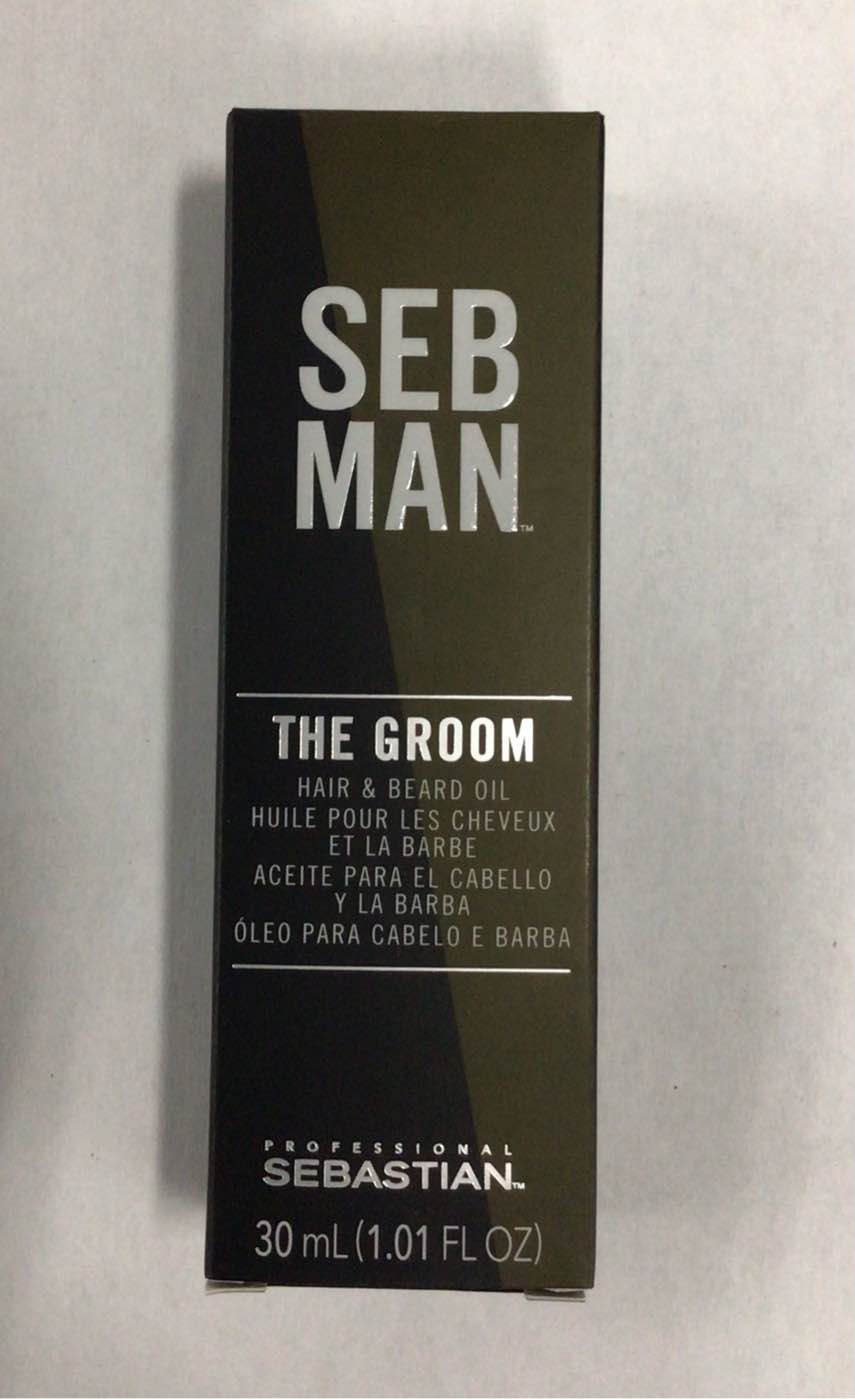 SEB
MAN™
THE GROOM
HAIR & BEARD OIL
HUILE POUR LES CHEVEUX
ET LA BARBE
ACEITE PARA EL CABELLO
Y LA BARBA
ÓLEO PARA CABELO E BARBA
PROFESSIONAL
SEBASTIAN™
30 mL (1.01 FL OZ)